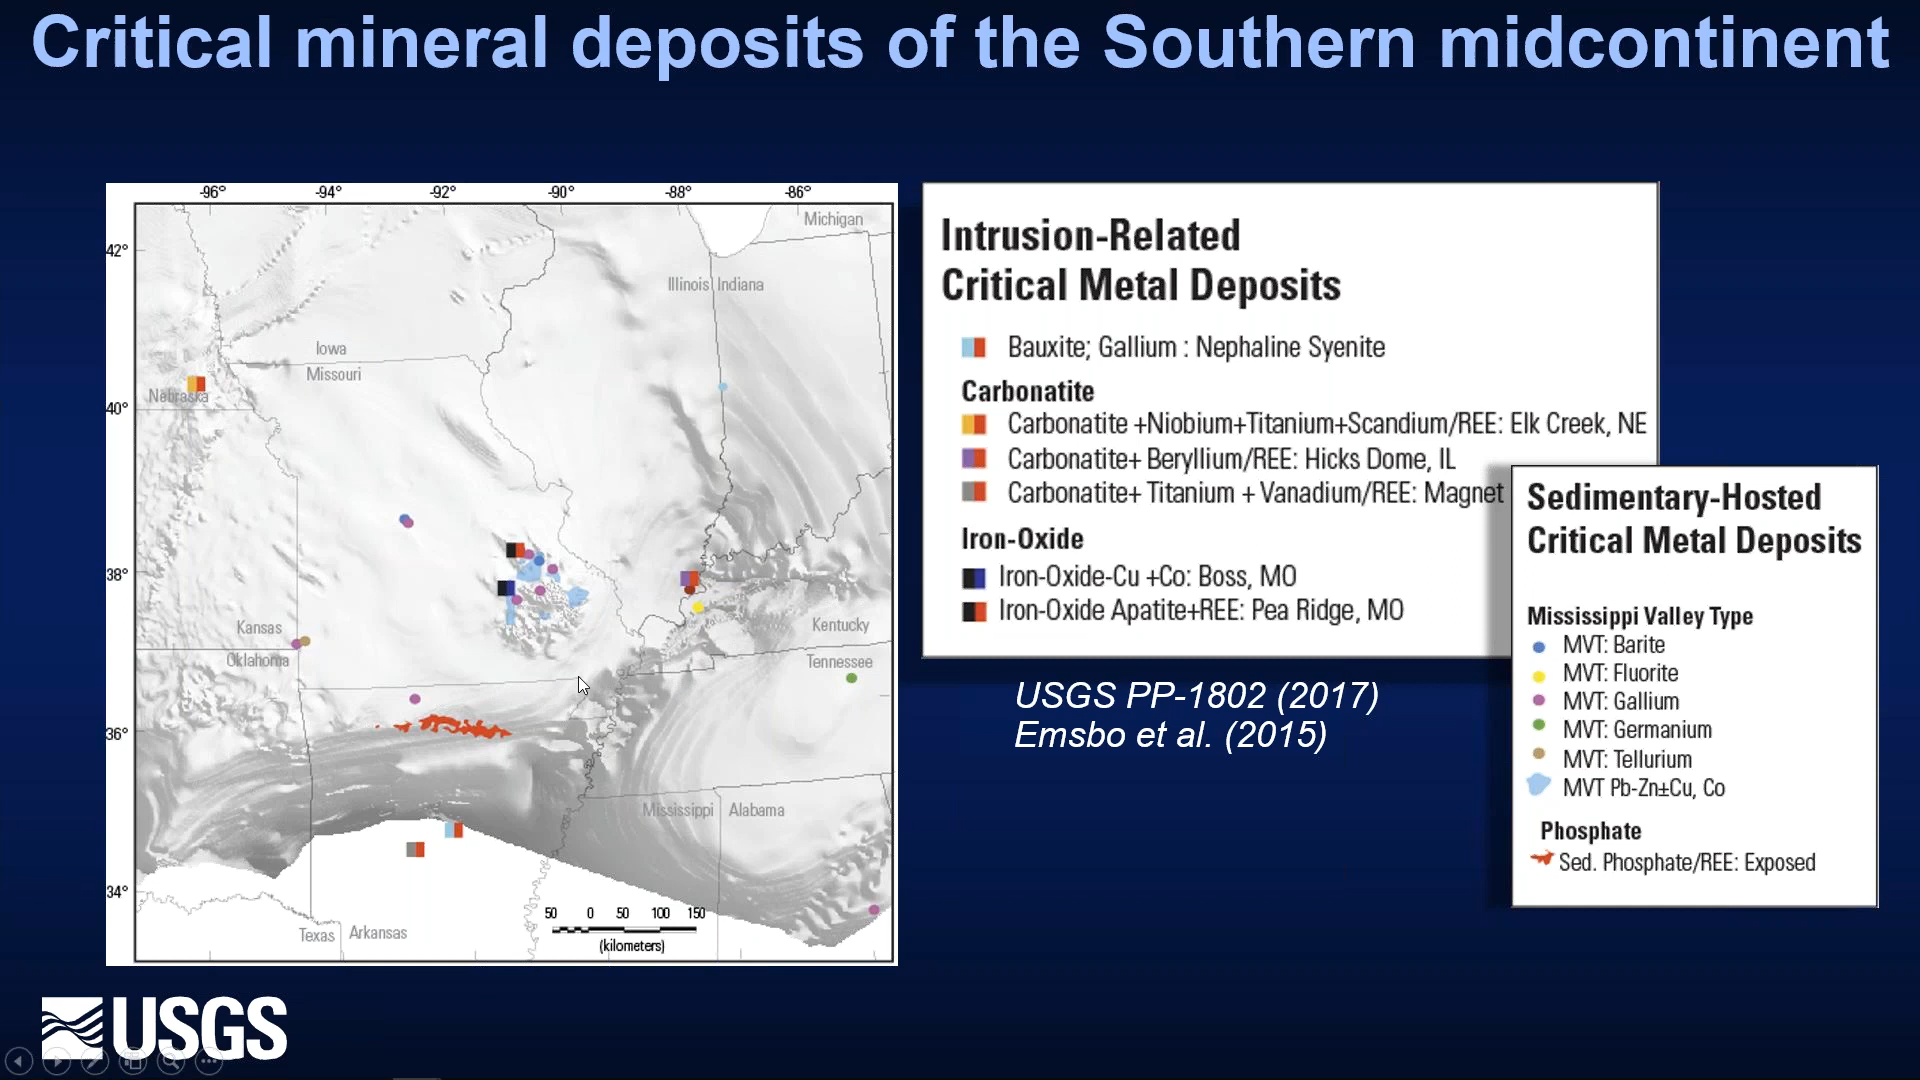 Critical mineral deposits of the Southern midcontinent
-96° -94° -92° -90° -88° -86°
Michigan
42°
Illinois Indiana
Iowa
Missouri
Nebraska
40°
38°
Kansas
Kentucky
Oklahoma
Tennessee
36°
Mississippi Alabama
34°
50 0 50 100 150
(kilometers)
Texas Arkansas
Intrusion-Related
Critical Metal Deposits
Bauxite; Gallium : Nephaline Syenite
Carbonatite
Carbonatite +Niobium+Titanium+Scandium/REE: Elk Creek, NE
Carbonatite+ Beryllium/REE: Hicks Dome, IL
Carbonatite+ Titanium + Vanadium/REE: Magnet
Iron-Oxide
Iron-Oxide-Cu +Co: Boss, MO
Iron-Oxide Apatite+REE: Pea Ridge, MO
Sedimentary-Hosted
Critical Metal Deposits
Mississippi Valley Type
MVT: Barite
MVT: Fluorite
MVT: Gallium
MVT: Germanium
MVT: Tellurium
MVT Pb-Zn±Cu, Co
Phosphate
Sed. Phosphate/REE: Exposed
USGS PP-1802 (2017)
Emsbo et al. (2015)
USGS